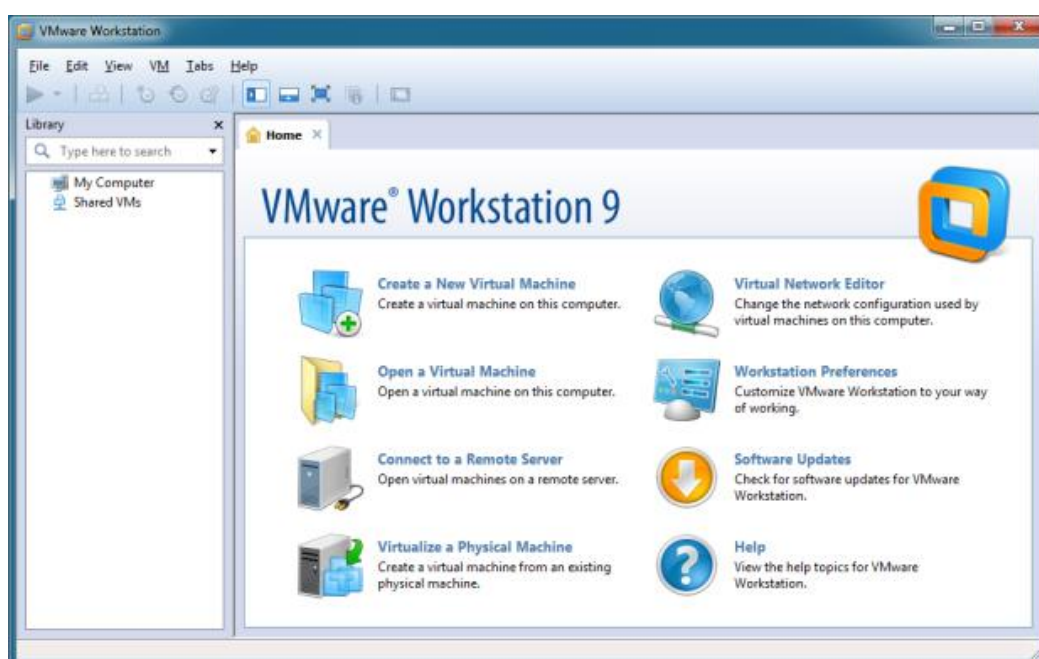 VMware Workstation
File Edit View VM Tabs Help
Library
Type here to search
My Computer
Shared VMs
Home
VMware® Workstation 9
Create a New Virtual Machine
Create a virtual machine on this computer.
Open a Virtual Machine
Open a virtual machine on this computer.
Connect to a Remote Server
Open virtual machines on a remote server.
Virtualize a Physical Machine
Create a virtual machine from an existing
physical machine.
Virtual Network Editor
Change the network configuration used by
virtual machines on this computer.
Workstation Preferences
Customize VMware Workstation to your way
of working.
Software Updates
Check for software updates for VMware
Workstation.
Help
View the help topics for VMware
Workstation.